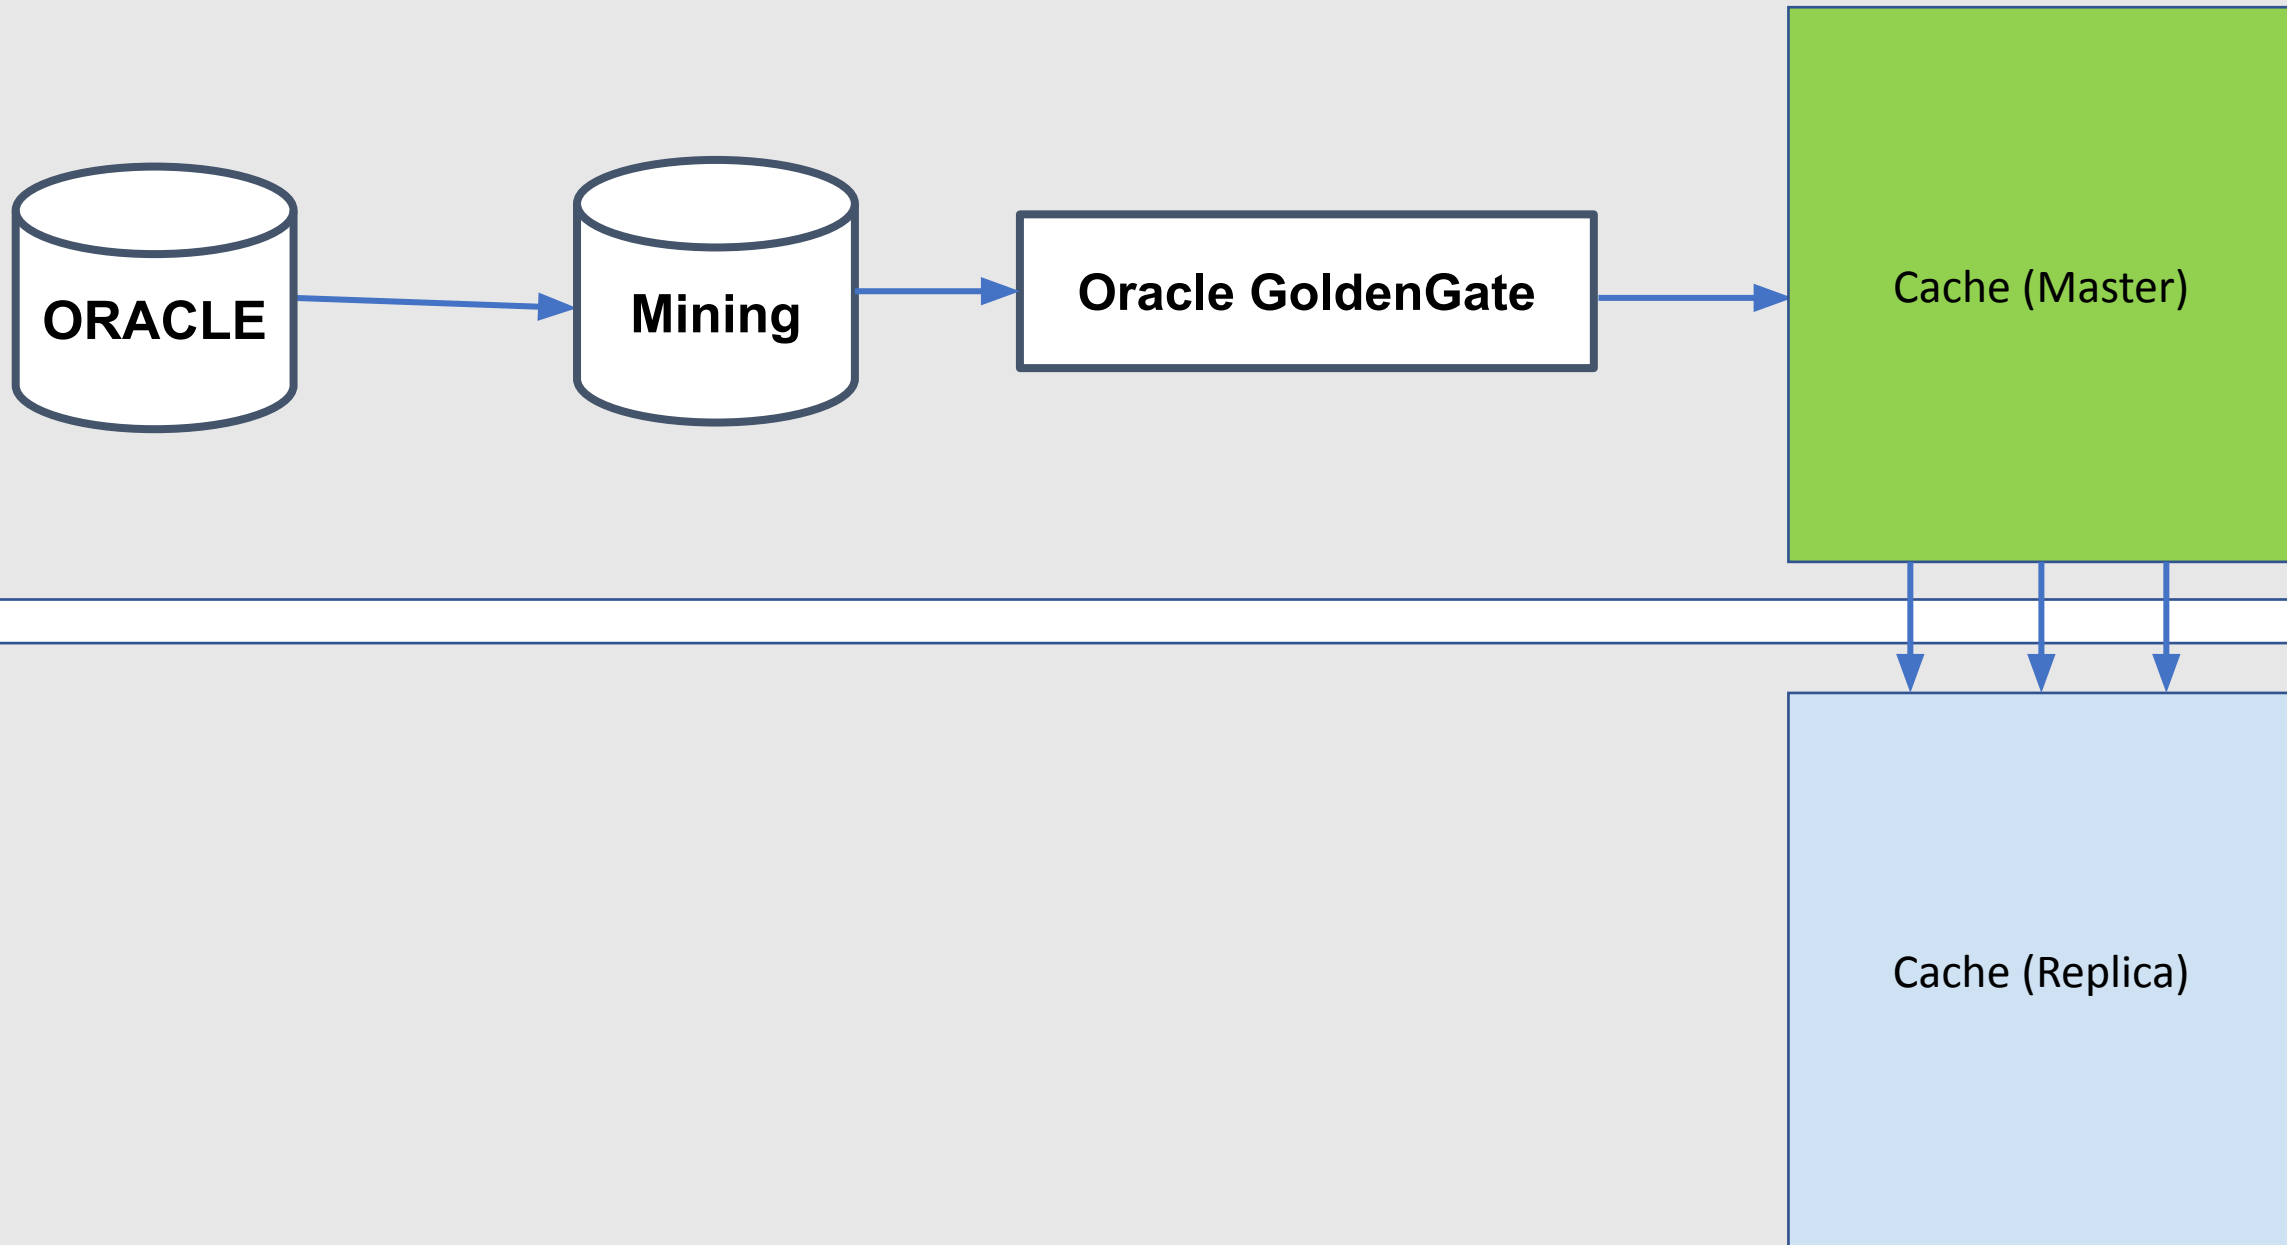 ORACLE
Mining
Oracle GoldenGate
Cache (Master)
Cache (Replica)